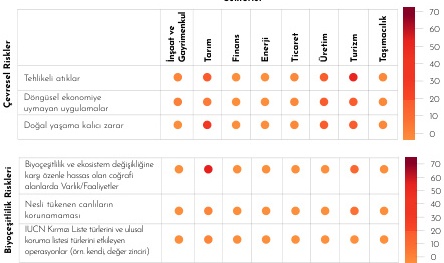 İnşaat ve
Gayrimenkul
Tarım
Finans
Enerji
Ticaret
Üretim
Turizm
Taşımacılık
Çevresel Riskler
Tehlikeli atıklar
Döngüsel ekonomiye
uymayan uygulamalar
Doğal yaşama kalıcı zarar
70
60
50
40
30
20
10
0
Biyoçeşitlilik Riskleri
Biyoçeşitlilik ve ekosistem değişikliğine
karşı özenle hassas olan coğrafi
alanlarda Varlık/Faaliyetler
Nesli tükenen canlıların
korunamaması
IUCN Kırmızı Liste türlerini ve ulusal
koruma listes türlerini etkileyen
operasyonlar (örn. kendi, değer zinciri)
70
60
50
40
30
20
10
0